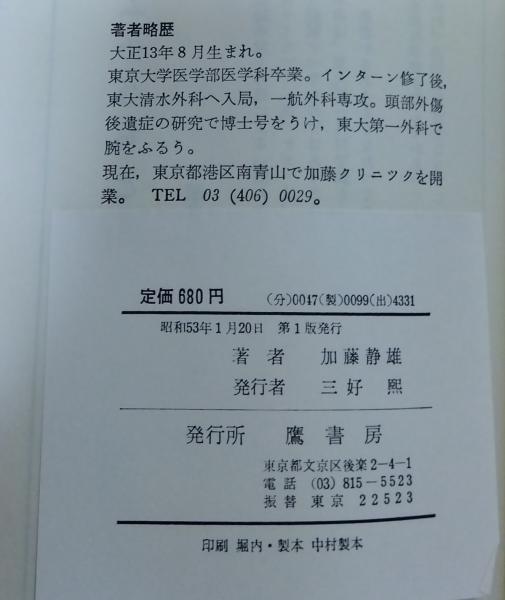 著者略歴
大正13年8月生まれ。
東京大学医学部医学科卒業。インターン修了後,
東大清水外科へ入局,一航外科専攻。頭部外傷
後遺症の研究で博士号をうけ,東大第一外科で
腕をふるう。
現在,東京都港区南青山で加藤クリニツクを開
業。 TEL 03 (406) 0029。
定価680円 (分)0047(製)0099(出)4331
昭和53年1月20日 第1版発行
著者 加藤静雄
発行者 三好熙
発行所 鷹書房
東京都文京区後楽2-4-1
電話 (03) 815-5523
振替 東京 22523
印刷 堀内・製本 中村製本